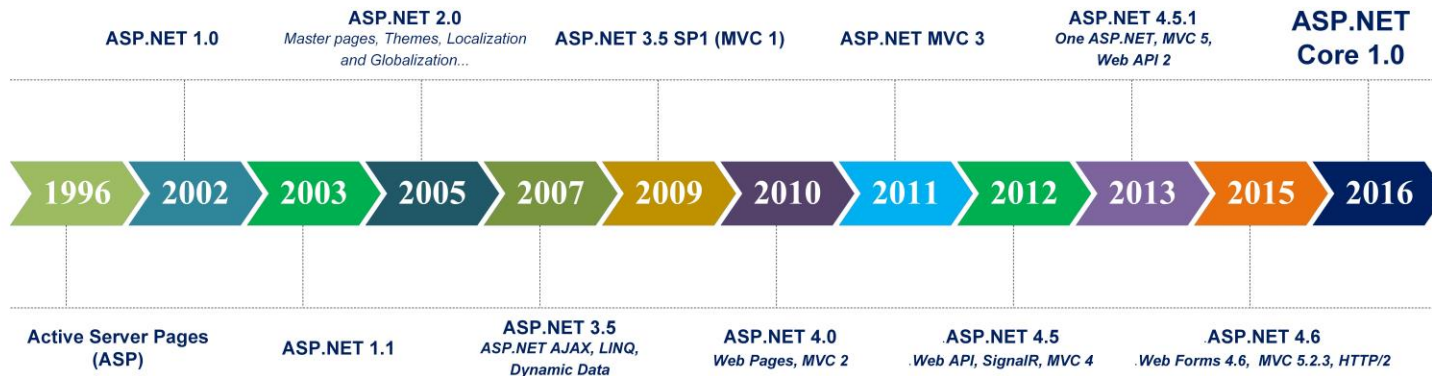 ASP.NET 1.0
ASP.NET 2.0
Master pages, Themes, Localization
and Globalization...
ASP.NET 3.5 SP1 (MVC 1)
ASP.NET MVC 3
ASP.NET 4.5.1
One ASP.NET, MVC 5,
Web API 2
ASP.NET
Core 1.0
1996
2002
2003
2005
2007
2009
2010
2011
2012
2013
2015
2016
Active Server Pages
(ASP)
ASP.NET 1.1
ASP.NET 3.5
ASP.NET AJAX, LINQ,
Dynamic Data
ASP.NET 4.0
Web Pages, MVC 2
.ASP.NET 4.5
.Web API, SignalR, MVC 4
.ASP.NET 4.6
.Web Forms 4.6, MVC 5.2.3, HTTP/2